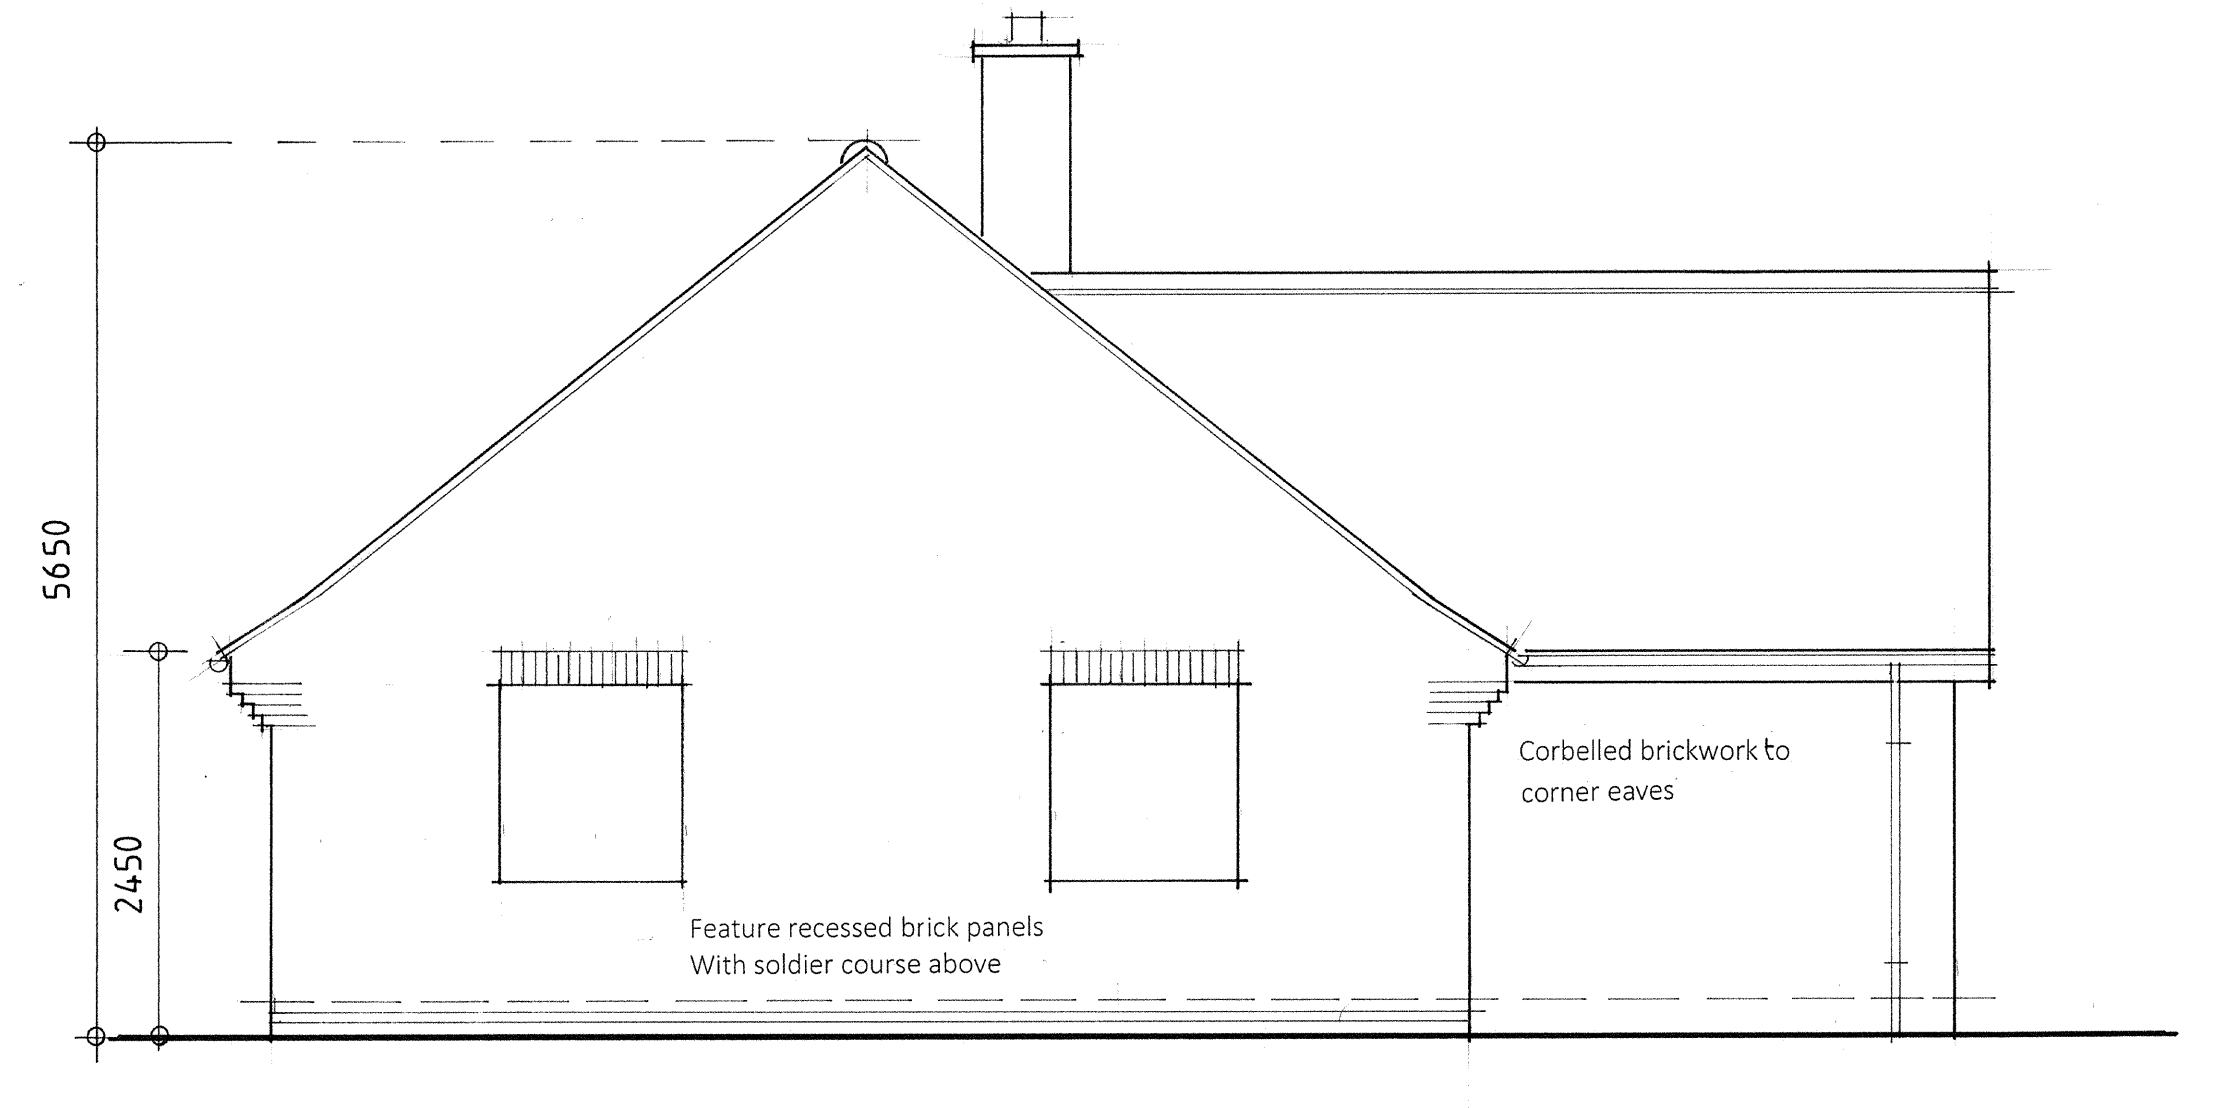 5650
2450
Corbelled brickwork to
corner eaves
Feature recessed brick panels
With soldier course above